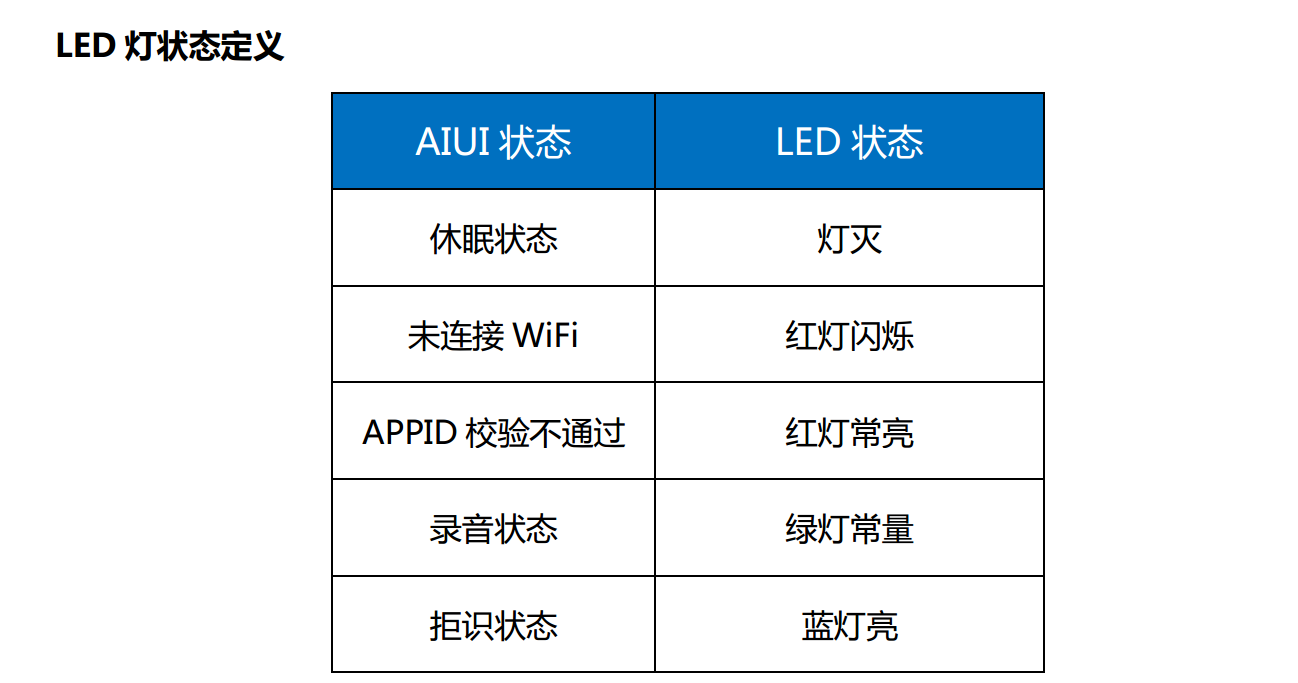 LED 灯状态定义
AIUI 状态 LED 状态
休眠状态 灯灭
未连接 WiFi 红灯闪烁
APPID 校验不通过 红灯常亮
录音状态 绿灯常量
拒识状态 蓝灯亮